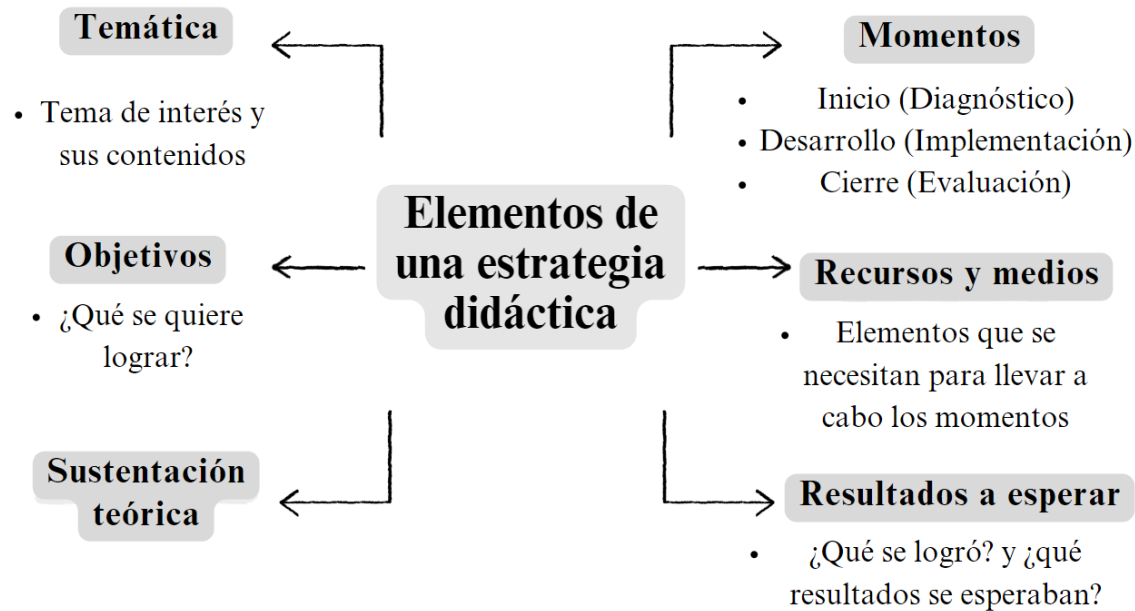 Elementos de
una estrategia
didáctica
Temática
• Tema de interés y
sus contenidos
Objetivos
• ¿Qué se quiere
lograr?
Sustentación
teórica
Momentos
• Inicio (Diagnóstico)
• Desarrollo (Implementación)
• Cierre (Evaluación)
Recursos y medios
• Elementos que se
necesitan para llevar a
cabo los momentos
Resultados a esperar
• ¿Qué se logró? y ¿qué
resultados se esperaban?